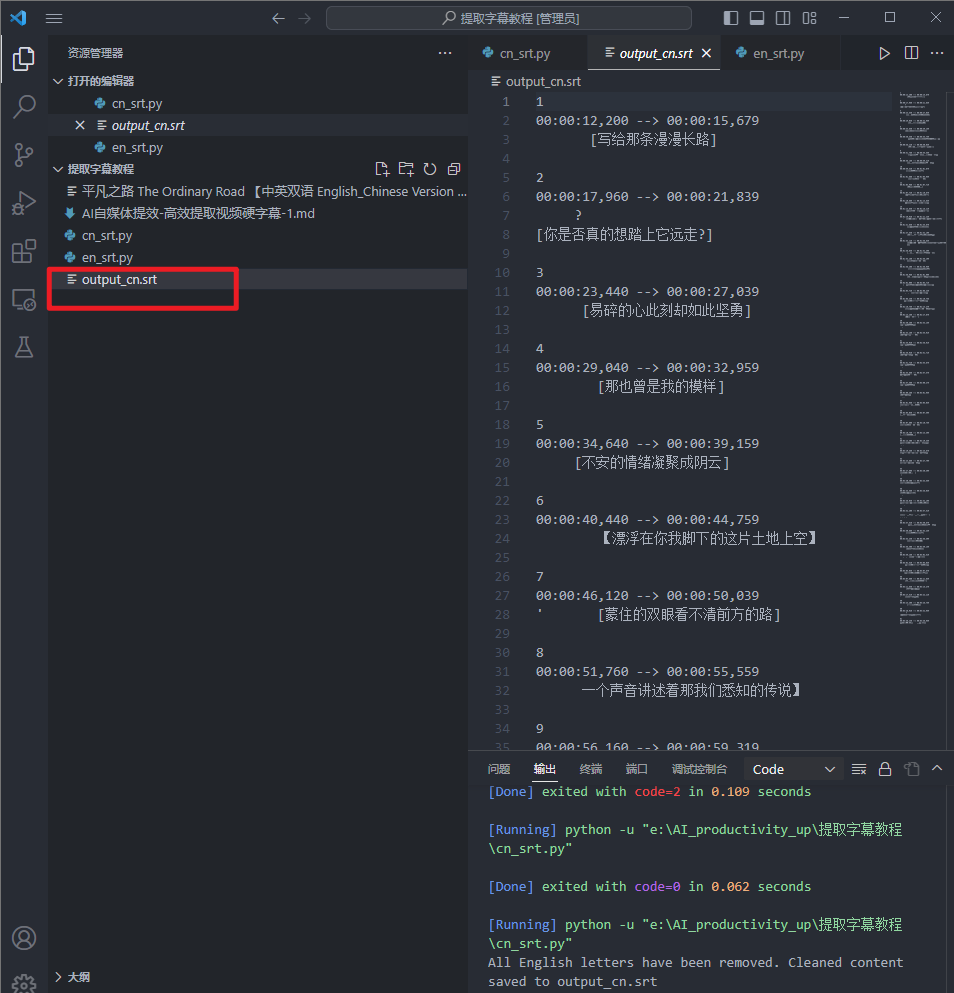 提取字幕教程 [管理员]
资源管理器
打开的编辑器
cn_srt.py
output_cn.srt
en_srt.py
提取字幕教程
平凡之路 The Ordinary Road 【中英双语 English_Chinese Version ...
AI自媒体提效-高效提取视频硬字幕-1.md
cn_srt.py
en_srt.py
output_cn.srt
大纲
cn_srt.py
output_cn.srt
en_srt.py
output_cn.srt
1 1
2 00:00:12,200 --> 00:00:15,679
3 [写给那条漫漫长路]
4
5 2
6 00:00:17,960 --> 00:00:21,839
7 ?
8 [你是否真的想踏上它远走?]
9
10 3
11 00:00:23,440 --> 00:00:27,039
12 [易碎的心此刻却如此坚勇]
13
14 4
15 00:00:29,040 --> 00:00:32,959
16 [那也曾是我的模样]
17
18 5
19 00:00:34,640 --> 00:00:39,159
20 [不安的情绪凝聚成阴云]
21
22 6
23 00:00:40,440 --> 00:00:44,759
24 【漂浮在你我脚下的这片土地上空】
25
26 7
27 00:00:46,120 --> 00:00:50,039
28 ' [蒙住的双眼看不清前方的路]
29
30 8
31 00:00:51,760 --> 00:00:55,559
32 一个声音讲述着那我们悉知的传说】
33
34 9
35 00:00:56,160 --> 00:00:59,319
问题 输出 终端 端口 调试控制台 Code
[Done] exited with code=2 in 0.109 seconds
[Running] python -u "e:\AI_productivity_up\提取字幕教程
\cn_srt.py"
[Done] exited with code=0 in 0.062 seconds
[Running] python -u "e:\AI_productivity_up\提取字幕教程
\cn_srt.py"
All English letters have been removed. Cleaned content
saved to output_cn.srt